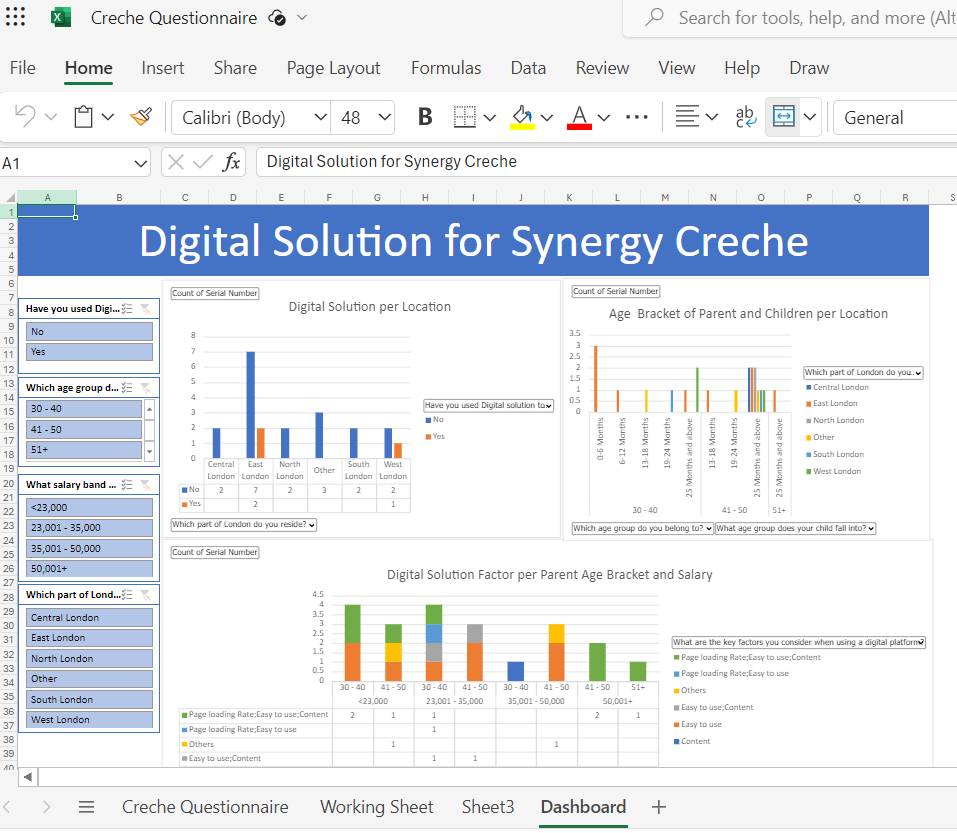 Creche Questionnaire
Search for tools, help, and more (Alt
File Home Insert Share Page Layout Formulas Data Review View Help Draw
Calibri (Body) 48 B A ab General
A1 fx Digital Solution for Synergy Creche
A B C D E F G H I J K L M N O P Q R S
Digital Solution for Synergy Creche
1
2
3
4
5
6
7
8
9
10
11
12
13
14
15
16
17
18
19
20
21
22
23
24
25
26
27
28
29
30
31
32
33
34
35
36
37
38
39
40
Have you used Digi...
No
Yes
Which age group d...
30 - 40
41 - 50
51+
What salary band ...
<23,000
23,001 - 35,000
35,001 - 50,000
50,001+
Which part of Lond...
Central London
East London
North London
Other
South London
West London
Count of Serial Number
Digital Solution per Location
8
7
6
5
4
3
2
1
0
Central London East London North London Other South London West London
No 2 7 2 3 2 2
Yes 2 1
Have you used Digital solution to
No
Yes
Which part of London do you reside?
Count of Serial Number
Age Bracket of Parent and Children per Location
3.5
3
2.5
2
1.5
1
0.5
0
0-6 Months
6-12 Months
13-18 Months
19-24 Months
25 Months and above
13-18 Months
19-24 Months
25 Months and above
25 Months and above
30 - 40 41 - 50 51+
Which part of London do you..
Central London
East London
North London
Other
South London
West London
Which age group do you belong to? What age group does your child fall into?
Count of Serial Number
Digital Solution Factor per Parent Age Bracket and Salary
4.5
4
3.5
3
2.5
2
1.5
1
0.5
0
30 - 40 41 - 50 30 - 40 41 - 50 30 - 40 41 - 50 41 - 50 51+
<23,000 23,001 - 35,000 35,001 - 50,000 50,001+
Page loading Rate;Easy to use;Content 2 1 1 2 1
Page loading Rate;Easy to use 1
Others 1 1
Easy to use;Content 1 1
What are the key factors you consider when using a digital platform?
Page loading Rate;Easy to use;Content
Page loading Rate;Easy to use
Others
Easy to use;Content
Easy to use
Content
Creche Questionnaire Working Sheet Sheet3 Dashboard